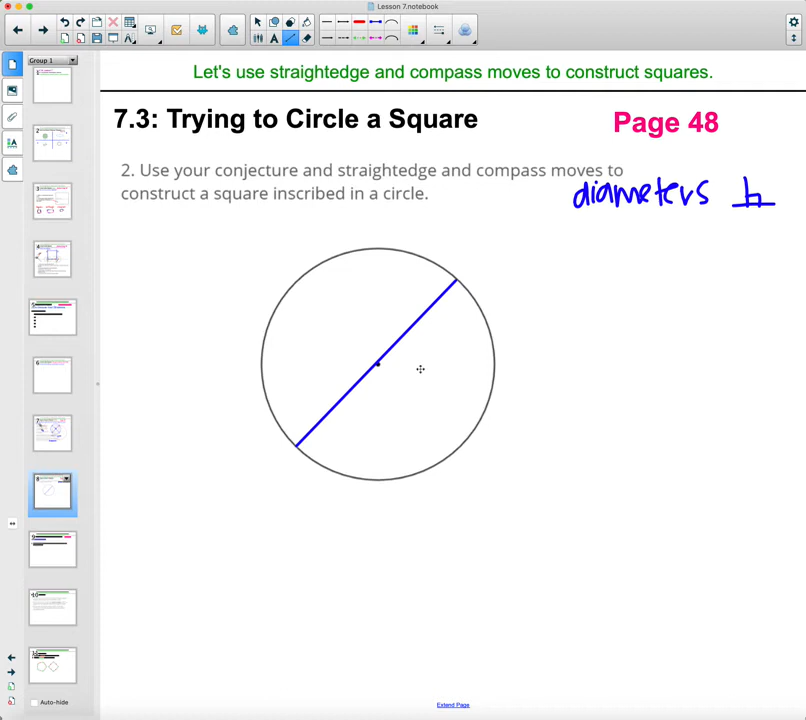 Lesson 7.notebook
Group 1
Let's use straightedge and compass moves to construct squares.
7.3: Trying to Circle a Square
Page 48
2. Use your conjecture and straightedge and compass moves to
construct a square inscribed in a circle.
diameters
Extend Page
Auto-hide